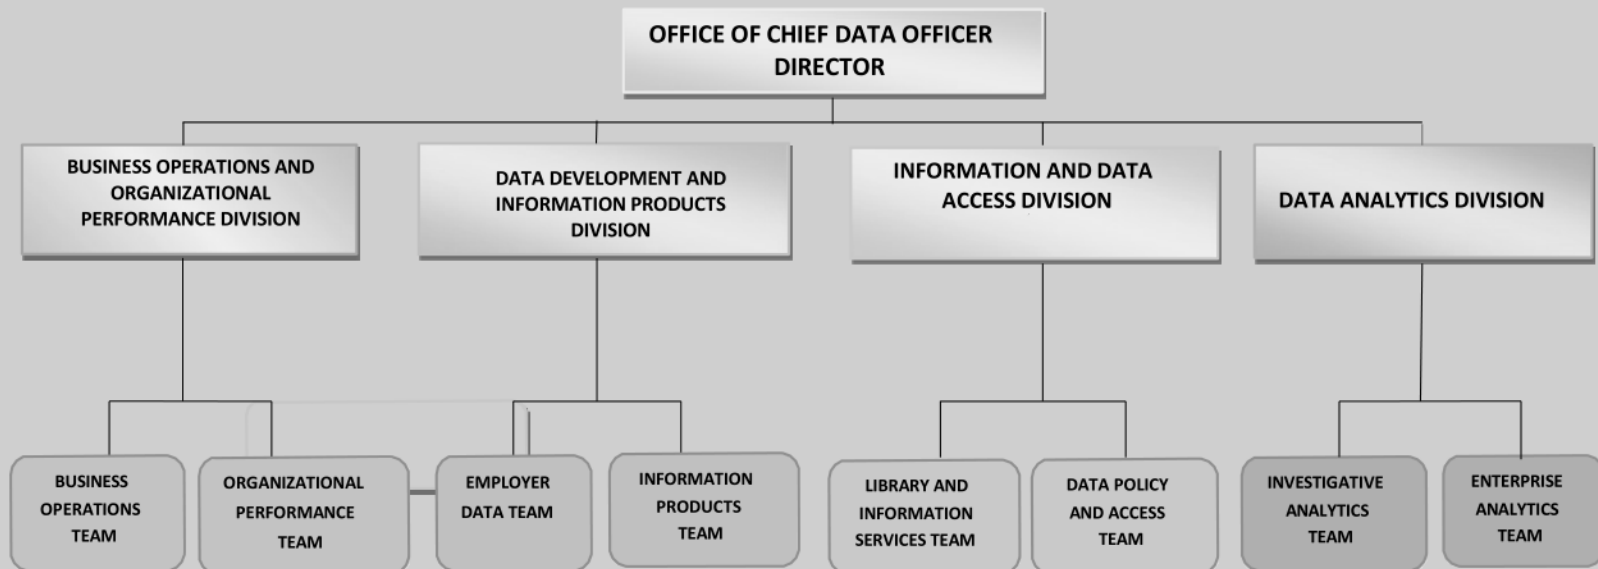 OFFICE OF CHIEF DATA OFFICER
DIRECTOR
BUSINESS OPERATIONS AND
ORGANIZATIONAL
PERFORMANCE DIVISION
DATA DEVELOPMENT AND
INFORMATION PRODUCTS
DIVISION
INFORMATION AND DATA
ACCESS DIVISION
DATA ANALYTICS DIVISION
BUSINESS
OPERATIONS
TEAM
ORGANIZATIONAL
PERFORMANCE
TEAM
EMPLOYER
DATA TEAM
INFORMATION
PRODUCTS
TEAM
LIBRARY AND
INFORMATION
SERVICES TEAM
DATA POLICY
AND ACCESS
TEAM
INVESTIGATIVE
ANALYTICS
TEAM
ENTERPRISE
ANALYTICS
TEAM